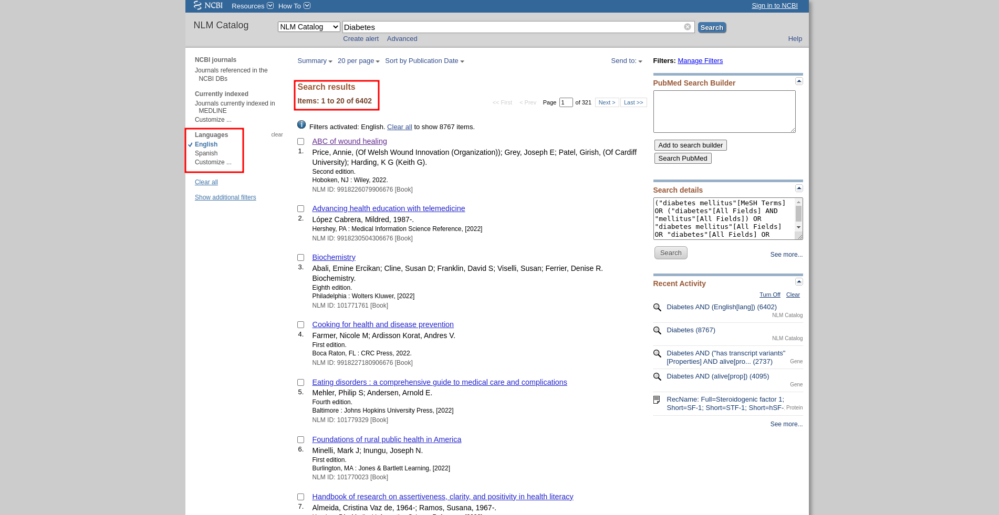 NCBI Resources How To Sign in to NCBI
NLM Catalog NLM Catalog Diabetes Search
Create alert Advanced Help
NCBI journals
Journals referenced in the
NCBI DBs
Currently indexed
Journals currently indexed in
MEDLINE
Customize ...
Languages clear
English
Spanish
Customize ...
Clear all
Show additional filters
Summary 20 per page Sort by Publication Date Send to:
Search results
Items: 1 to 20 of 6402
<< First < Prev Page 1 of 321 Next > Last >>
Filters activated: English. Clear all to show 8767 items.
ABC of wound healing
1. Price, Annie, (Of Welsh Wound Innovation (Organization)); Grey, Joseph E; Patel, Girish, (Of Cardiff
University); Harding, K G (Keith G).
Second edition.
Hoboken, NJ : Wiley, 2022.
NLM ID: 9918226079906676 [Book]
Advancing health education with telemedicine
2. López Cabrera, Mildred, 1987-.
Hershey, PA : Medical Information Science Reference, [2022]
NLM ID: 9918230504306676 [Book]
Biochemistry
3. Abali, Emine Ercikan; Cline, Susan D; Franklin, David S; Viselli, Susan; Ferrier, Denise R.
Biochemistry.
Eighth edition.
Philadelphia : Wolters Kluwer, [2022]
NLM ID: 101771761 [Book]
Cooking for health and disease prevention
4. Farmer, Nicole M; Ardisson Korat, Andres V.
First edition.
Boca Raton, FL : CRC Press, 2022.
NLM ID: 9918227180906676 [Book]
Eating disorders : a comprehensive guide to medical care and complications
5. Mehler, Philip S; Andersen, Arnold E.
Fourth edition.
Baltimore : Johns Hopkins University Press, [2022]
NLM ID: 101779329 [Book]
Foundations of rural public health in America
6. Minelli, Mark J; Inungu, Joseph N.
First edition.
Burlington, MA : Jones & Bartlett Learning, [2022]
NLM ID: 101770023 [Book]
Handbook of research on assertiveness, clarity, and positivity in health literacy
7. Almeida, Cristina Vaz de, 1964-; Ramos, Susana, 1967-.
Filters: Manage Filters
PubMed Search Builder
Add to search builder
Search PubMed
Search details
("diabetes mellitus"[MeSH Terms]
OR ("diabetes"[All Fields] AND
"mellitus"[All Fields]) OR
"diabetes mellitus"[All Fields]
OR "diabetes"[All Fields] OR
Search See more...
Recent Activity
Turn Off Clear
Diabetes AND (English[lang]) (6402)
NLM Catalog
Diabetes (8767)
NLM Catalog
Diabetes AND ("has transcript variants"
[Properties] AND alive[pro... (2737) Gene
Diabetes AND (alive[prop]) (4095)
Gene
RecName: Full=Steroidogenic factor 1;
Short=SF-1; Short=STF-1; Short=hSF- Protein
See more...